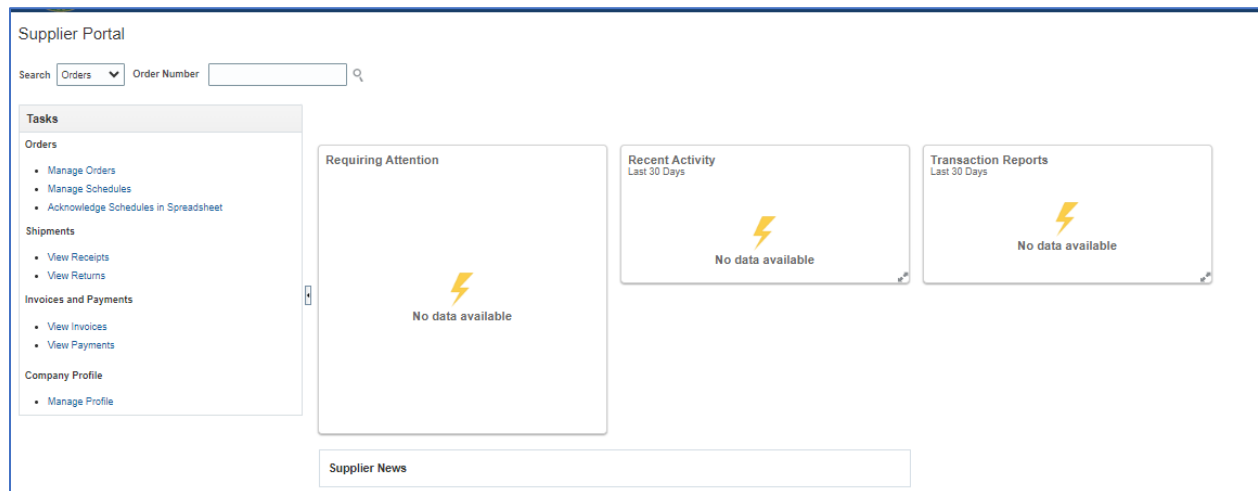 Supplier Portal
Search Orders Order Number
Tasks
Orders
Manage Orders
Manage Schedules
Acknowledge Schedules in Spreadsheet
Shipments
View Receipts
View Returns
Invoices and Payments
View Invoices
View Payments
Company Profile
Manage Profile
Requiring Attention
No data available
Recent Activity
Last 30 Days
No data available
Transaction Reports
Last 30 Days
No data available
Supplier News